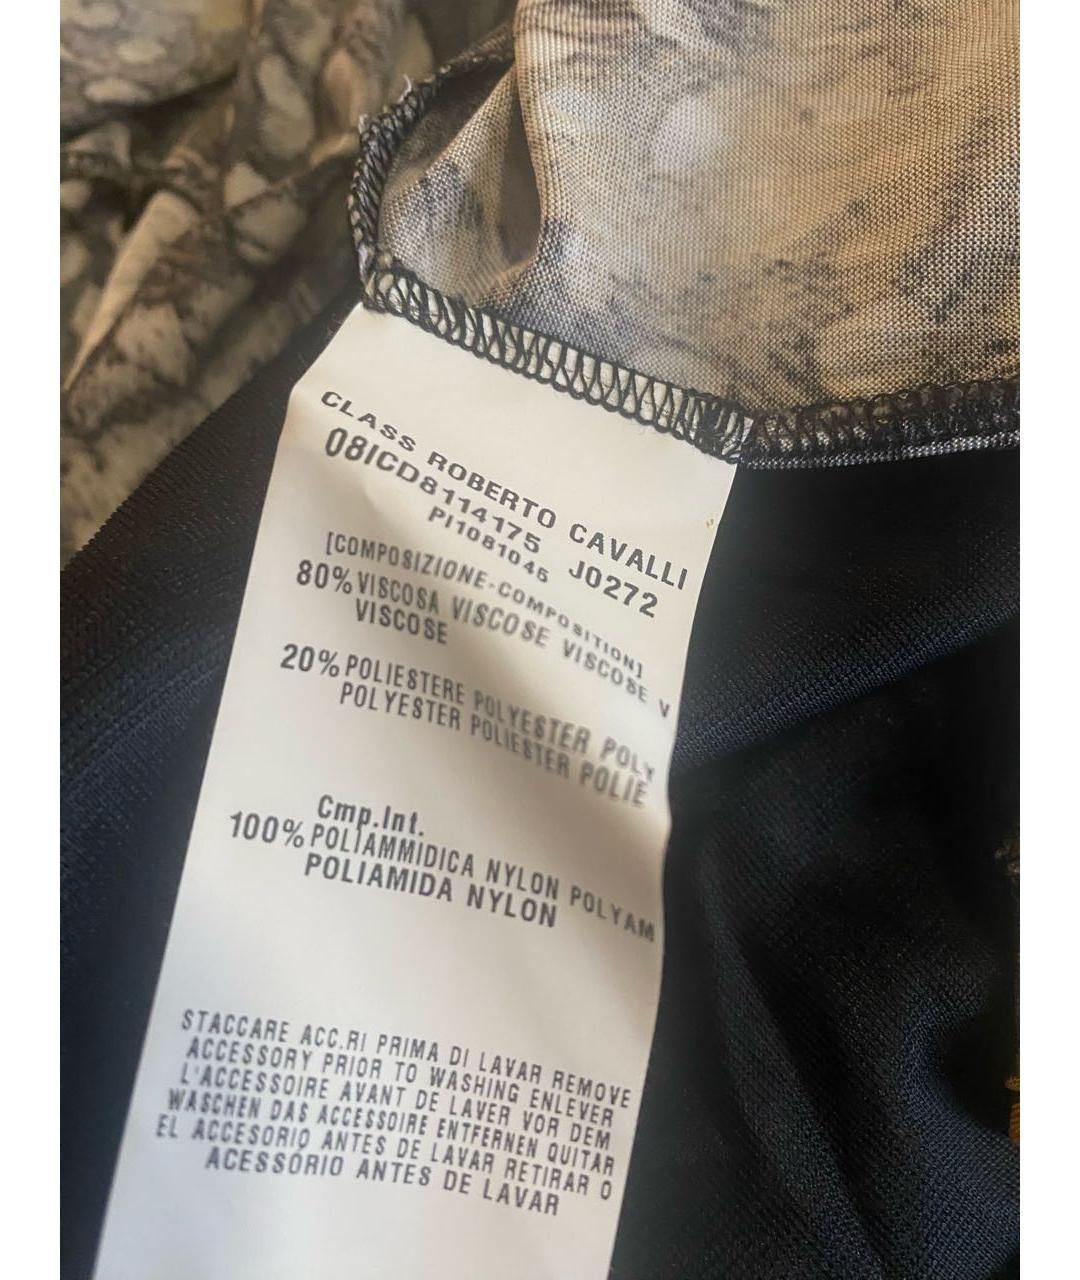 CLASS ROBERTO CAVALLI
08ICD8114175 J0272
PI1081045
[COMPOSIZIONE-COMPOSITION]
80% VISCOSA VISCOSE VISCOSE V
VISCOSE
20% POLIESTERE POLYESTER POLY
POLYESTER POLIESTER POLIE
Cmp.Int.
100% POLIAMMIDICA NYLON POLYAM
POLIAMIDA NYLON
STACCARE ACC.RI PRIMA DI LAVAR REMOVE
ACCESSORY PRIOR TO WASHING ENLEVER
L'ACCESSOIRE AVANT DE LAVER VOR DEM
WASCHEN DAS ACCESSOIRE ENTFERNEN QUITAR
EL ACCESORIO ANTES DE LAVAR RETIRAR O
ACESSÓRIO ANTES DE LAVAR